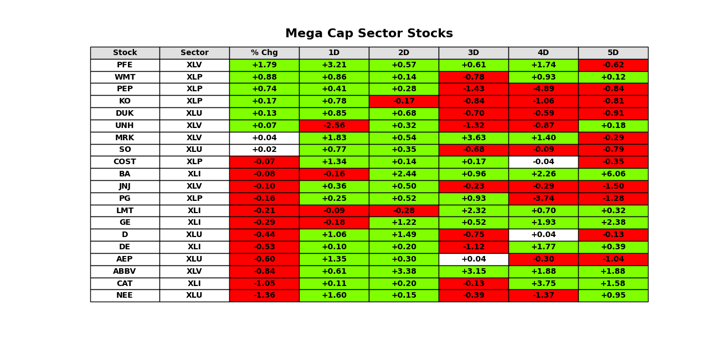 Mega Cap Sector Stocks
Stock Sector % Chg 1D 2D 3D 4D 5D
PFE XLV +1.79 +3.21 +0.57 +0.61 +1.74 -0.62
WMT XLP +0.88 +0.86 +0.14 -0.78 +0.93 +0.12
PEP XLP +0.74 +0.41 +0.28 -1.43 -4.89 -0.84
KO XLP +0.17 +0.78 -0.17 -0.84 -1.06 -0.81
DUK XLU +0.13 +0.85 +0.68 -0.70 -0.59 -0.91
UNH XLV +0.07 -2.56 +0.32 -1.32 -0.87 +0.18
MRK XLV +0.04 +1.83 +0.54 +3.63 +1.40 -0.29
SO XLU +0.02 +0.77 +0.35 -0.68 -0.09 -0.79
COST XLP -0.07 +1.34 +0.14 +0.17 -0.04 -0.35
BA XLI -0.08 -0.16 +2.44 +0.96 +2.26 +6.06
JNJ XLV -0.10 +0.36 +0.50 -0.23 -0.29 -1.50
PG XLP -0.16 +0.25 +0.52 +0.93 -3.74 -1.28
LMT XLI -0.21 -0.09 -0.28 +2.32 +0.70 +0.32
GE XLI -0.29 -0.18 +1.22 +0.52 +1.93 +2.38
D XLU -0.44 +1.06 +1.49 -0.75 +0.04 -0.13
DE XLI -0.53 +0.10 +0.20 -1.12 +1.77 +0.39
AEP XLU -0.60 +1.35 +0.30 +0.04 -0.30 -1.04
ABBV XLV -0.84 +0.61 +3.38 +3.15 +1.88 +1.88
CAT XLI -1.05 +0.11 +0.20 -0.13 +3.75 +1.58
NEE XLU -1.36 +1.60 +0.15 -0.39 -1.37 +0.95